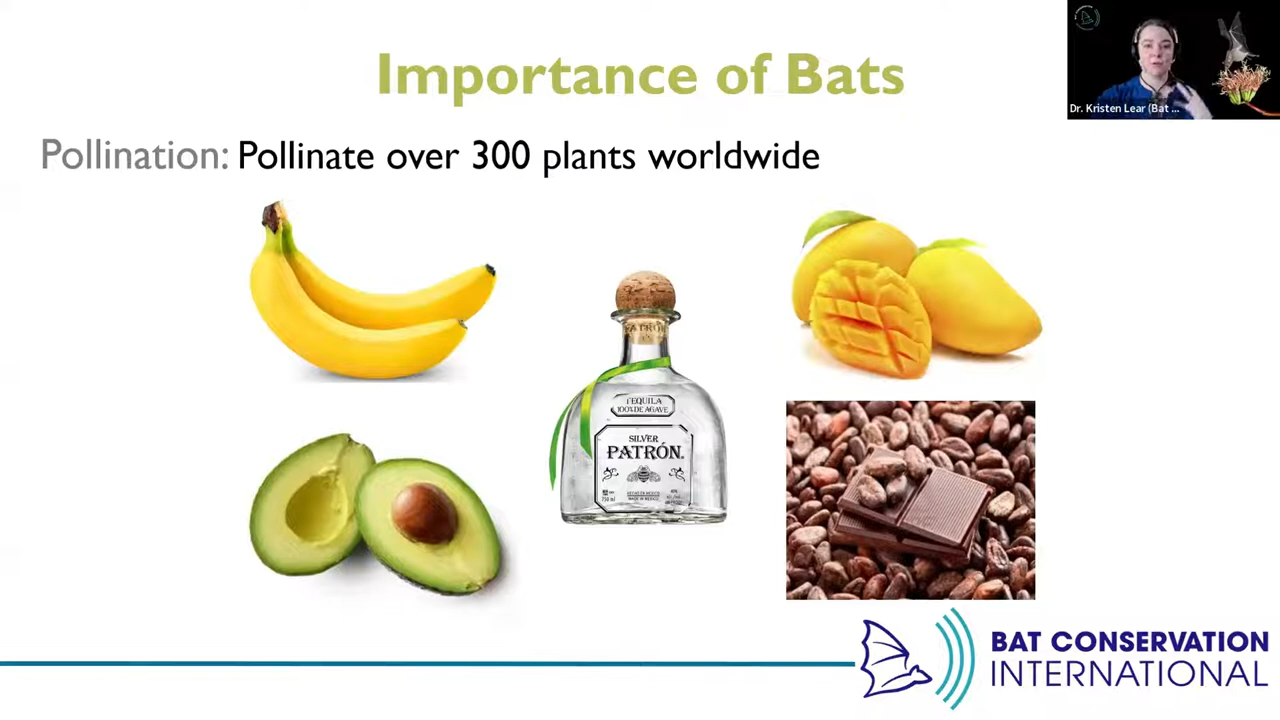 Importance of Bats
Dr. Kristen Lear (Bat ...
Pollination: Pollinate over 300 plants worldwide
PATRÓN
TEQUILA
100% DE AGAVE
SILVER
PATRÓN.
BAT CONSERVATION
INTERNATIONAL